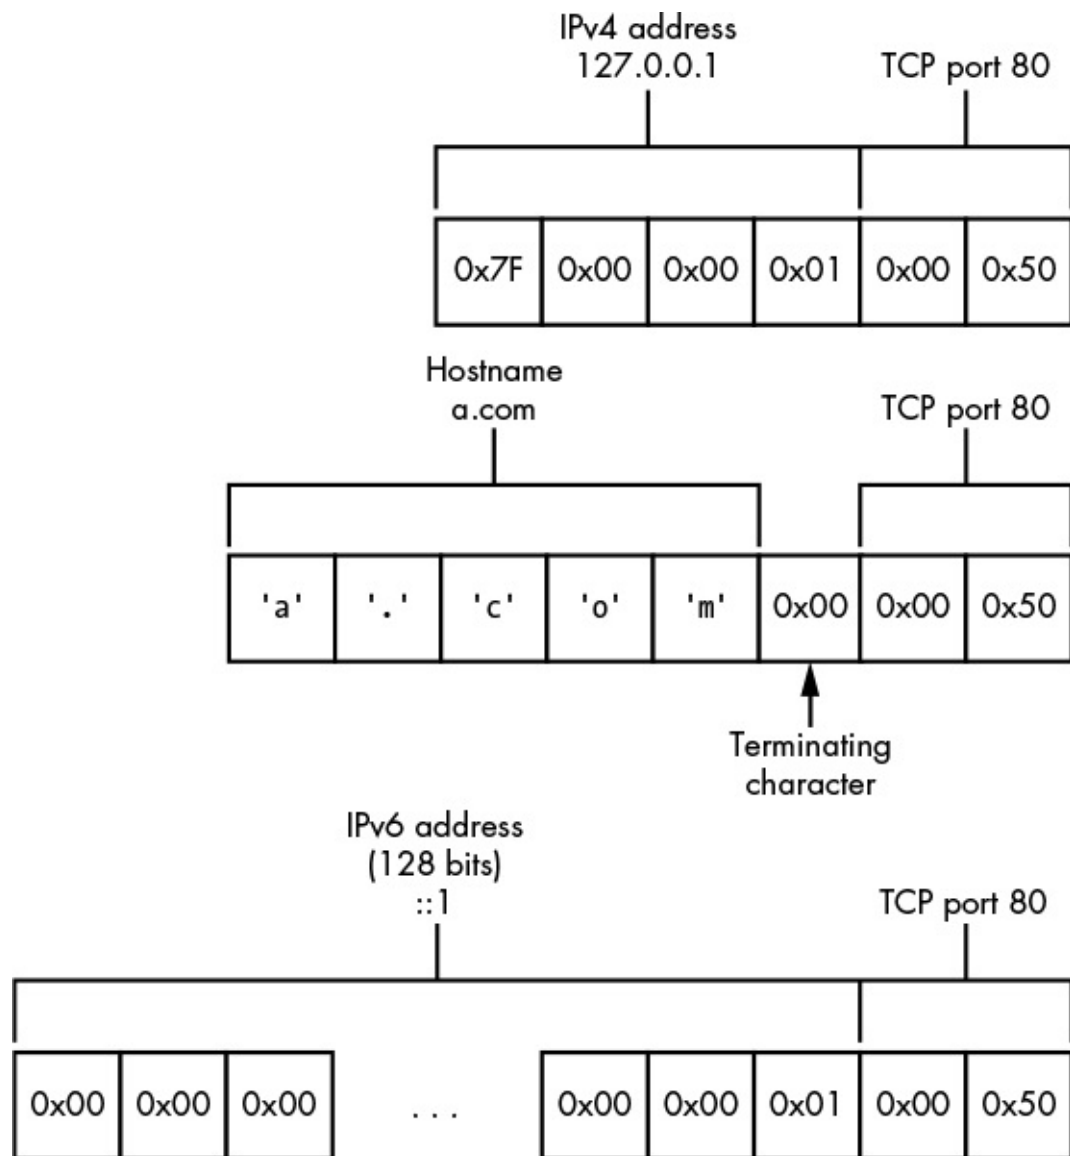 IPv4 address
127.0.0.1
TCP port 80
0x7F 0x00 0x00 0x01 0x00 0x50
Hostname
a.com
TCP port 80
'a' '.' 'c' 'o' 'm' 0x00 0x00 0x50
Terminating
character
IPv6 address
(128 bits)
::1
TCP port 80
0x00 0x00 0x00 ... 0x00 0x00 0x01 0x00 0x50